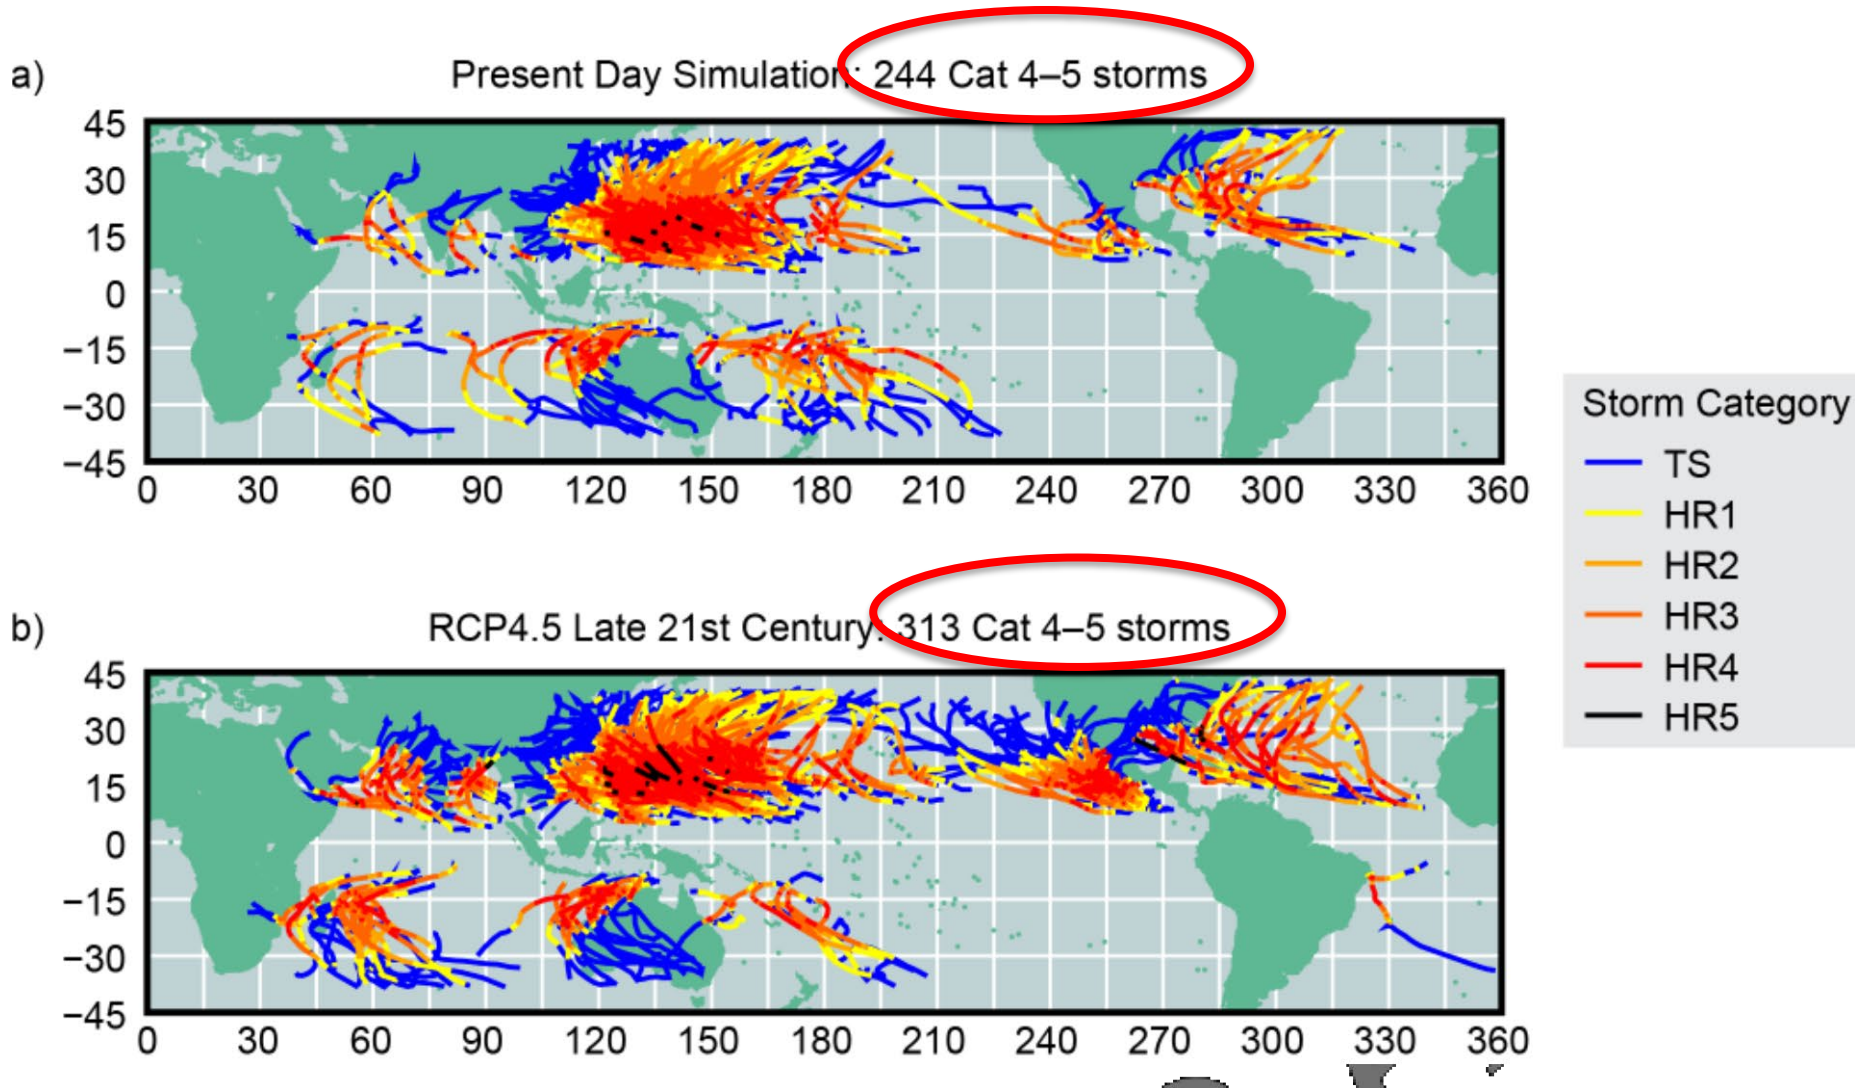 a)
Present Day Simulation: 244 Cat 4–5 storms
45
30
15
0
−15
−30
−45
0 30 60 90 120 150 180 210 240 270 300 330 360
Storm Category
TS
HR1
HR2
HR3
HR4
HR5
b)
RCP4.5 Late 21st Century: 313 Cat 4–5 storms
45
30
15
0
−15
−30
−45
0 30 60 90 120 150 180 210 240 270 300 330 360